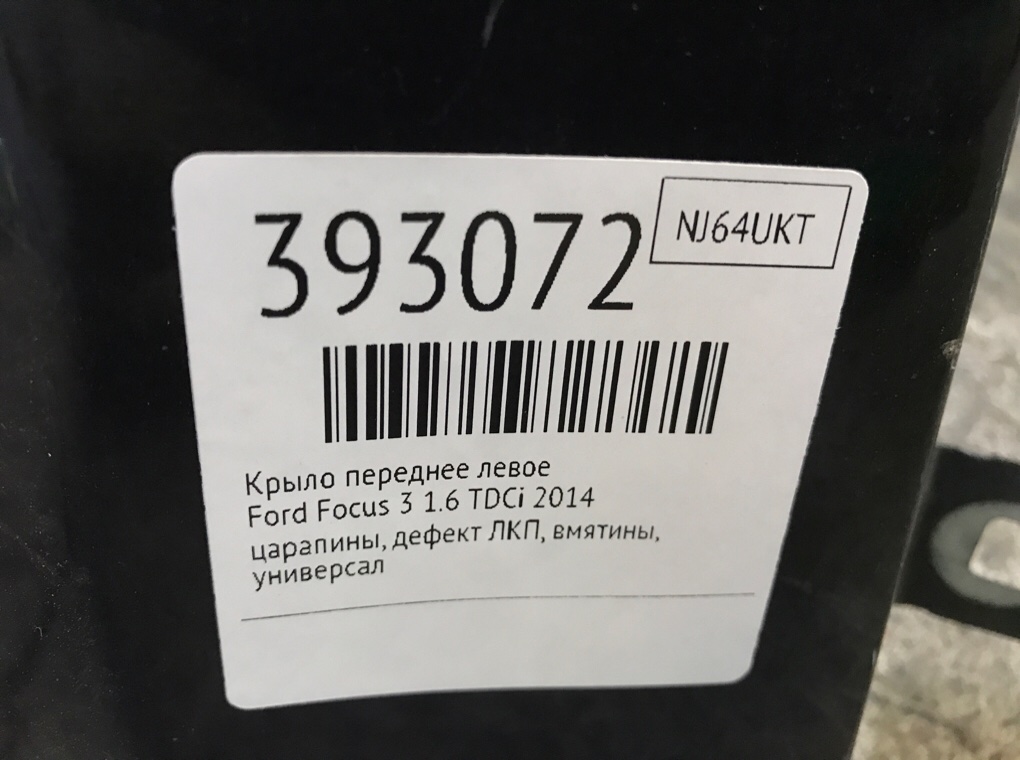 393072
NJ64UKT
Крыло переднее левое
Ford Focus 3 1.6 TDCi 2014
царапины, дефект ЛКП, вмятины,
универсал